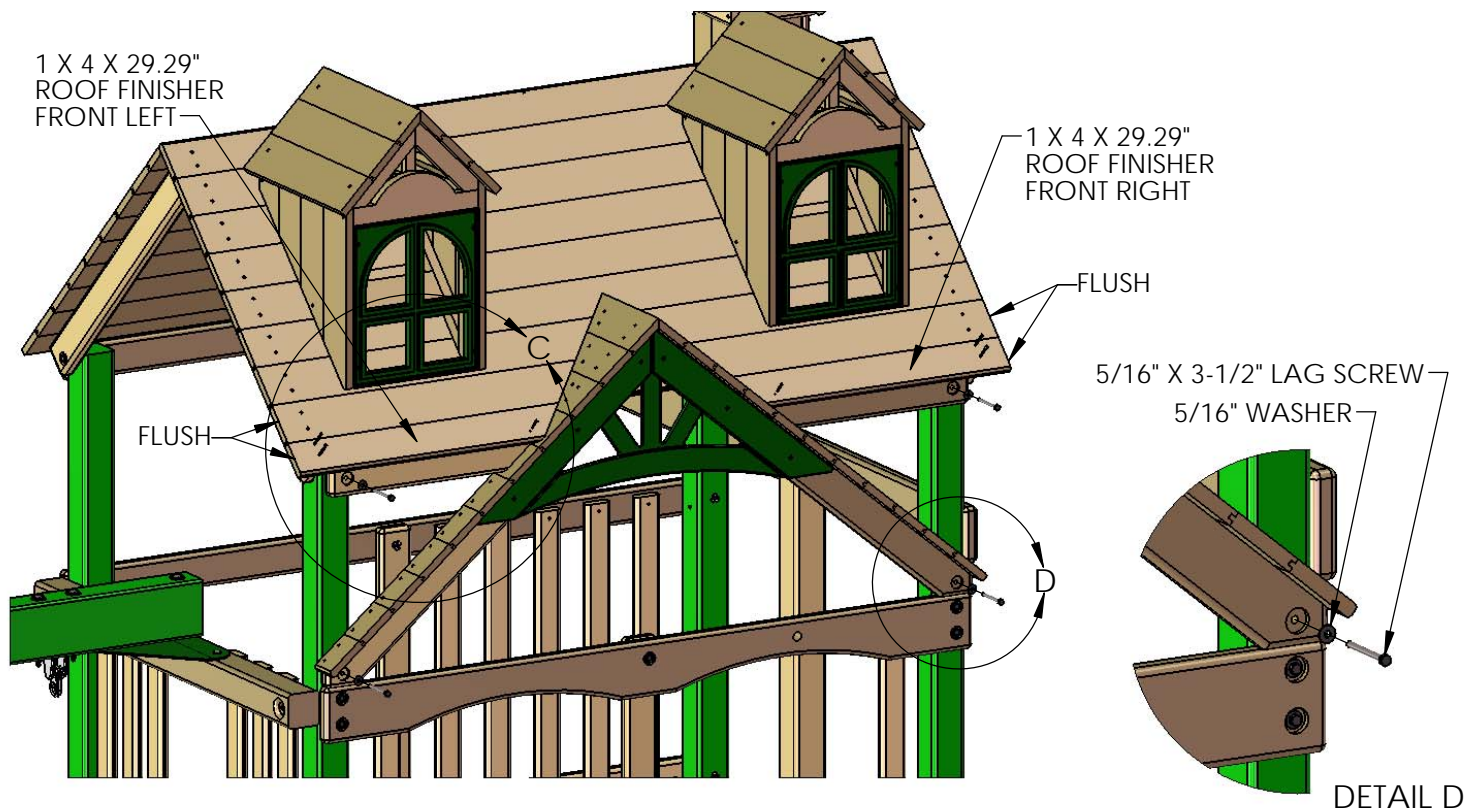 1 X 4 X 29.29"
ROOF FINISHER
FRONT LEFT
1 X 4 X 29.29"
ROOF FINISHER
FRONT RIGHT
FLUSH
C
5/16" X 3-1/2" LAG SCREW
5/16" WASHER
FLUSH
D
DETAIL D